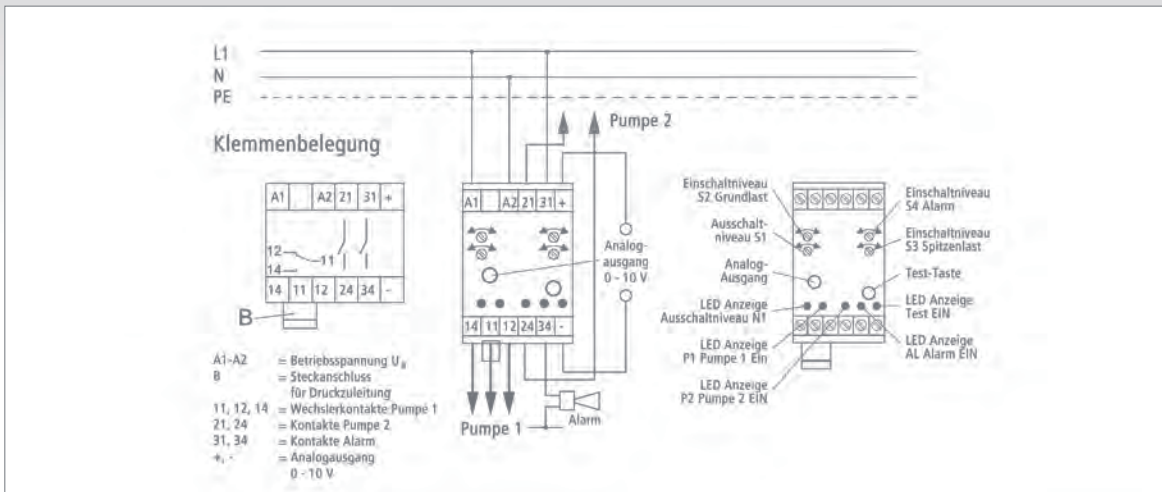 L1
N
PE
Pumpe 2
Klemmenbelegung
A1 A2 21 31 +
12
11
14
14 11 12 24 34 -
B
A1-A2 = Betriebsspannung UB
B = Steckanschluss
für Druckzuleitung
11, 12, 14 = Wechslerkontakte Pumpe 1
21, 24 = Kontakte Pumpe 2
31, 34 = Kontakte Alarm
+, - = Analogausgang
0 - 10 V
A1 A2 21 31 +
Analog-
ausgang
0 - 10 V
14 11 12 24 34 -
Pumpe 1
Alarm
Einschaltniveau
S2 Grundlast
Ausschalt-
niveau S1
Analog-
Ausgang
LED Anzeige
Ausschaltniveau N1
LED Anzeige
P1 Pumpe 1 Ein
LED Anzeige
P2 Pumpe 2 EIN
Einschaltniveau
S4 Alarm
Einschaltniveau
S3 Spitzenlast
Test-Taste
LED Anzeige
Test EIN
LED Anzeige
AL Alarm EIN